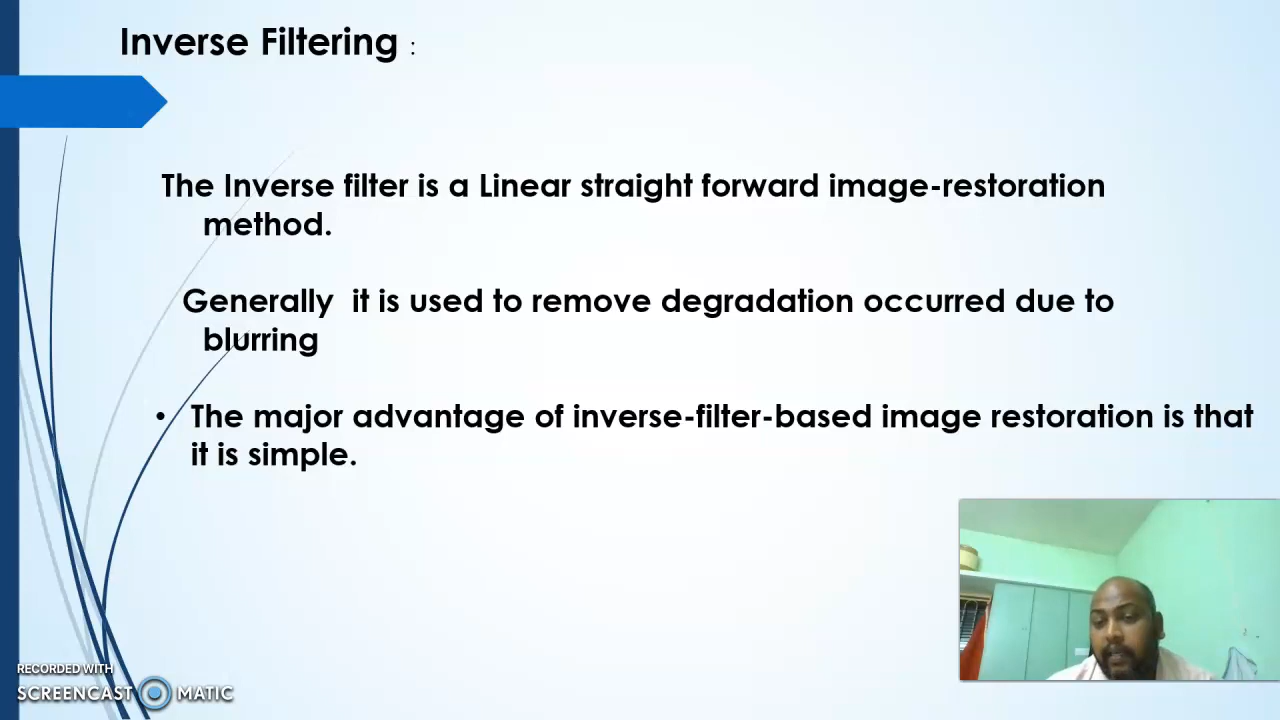 Inverse Filtering :
The Inverse filter is a Linear straight forward image-restoration
method.
Generally it is used to remove degradation occurred due to
blurring
• The major advantage of inverse-filter-based image restoration is that
it is simple.
RECORDED WITH
SCREENCAST MATIC